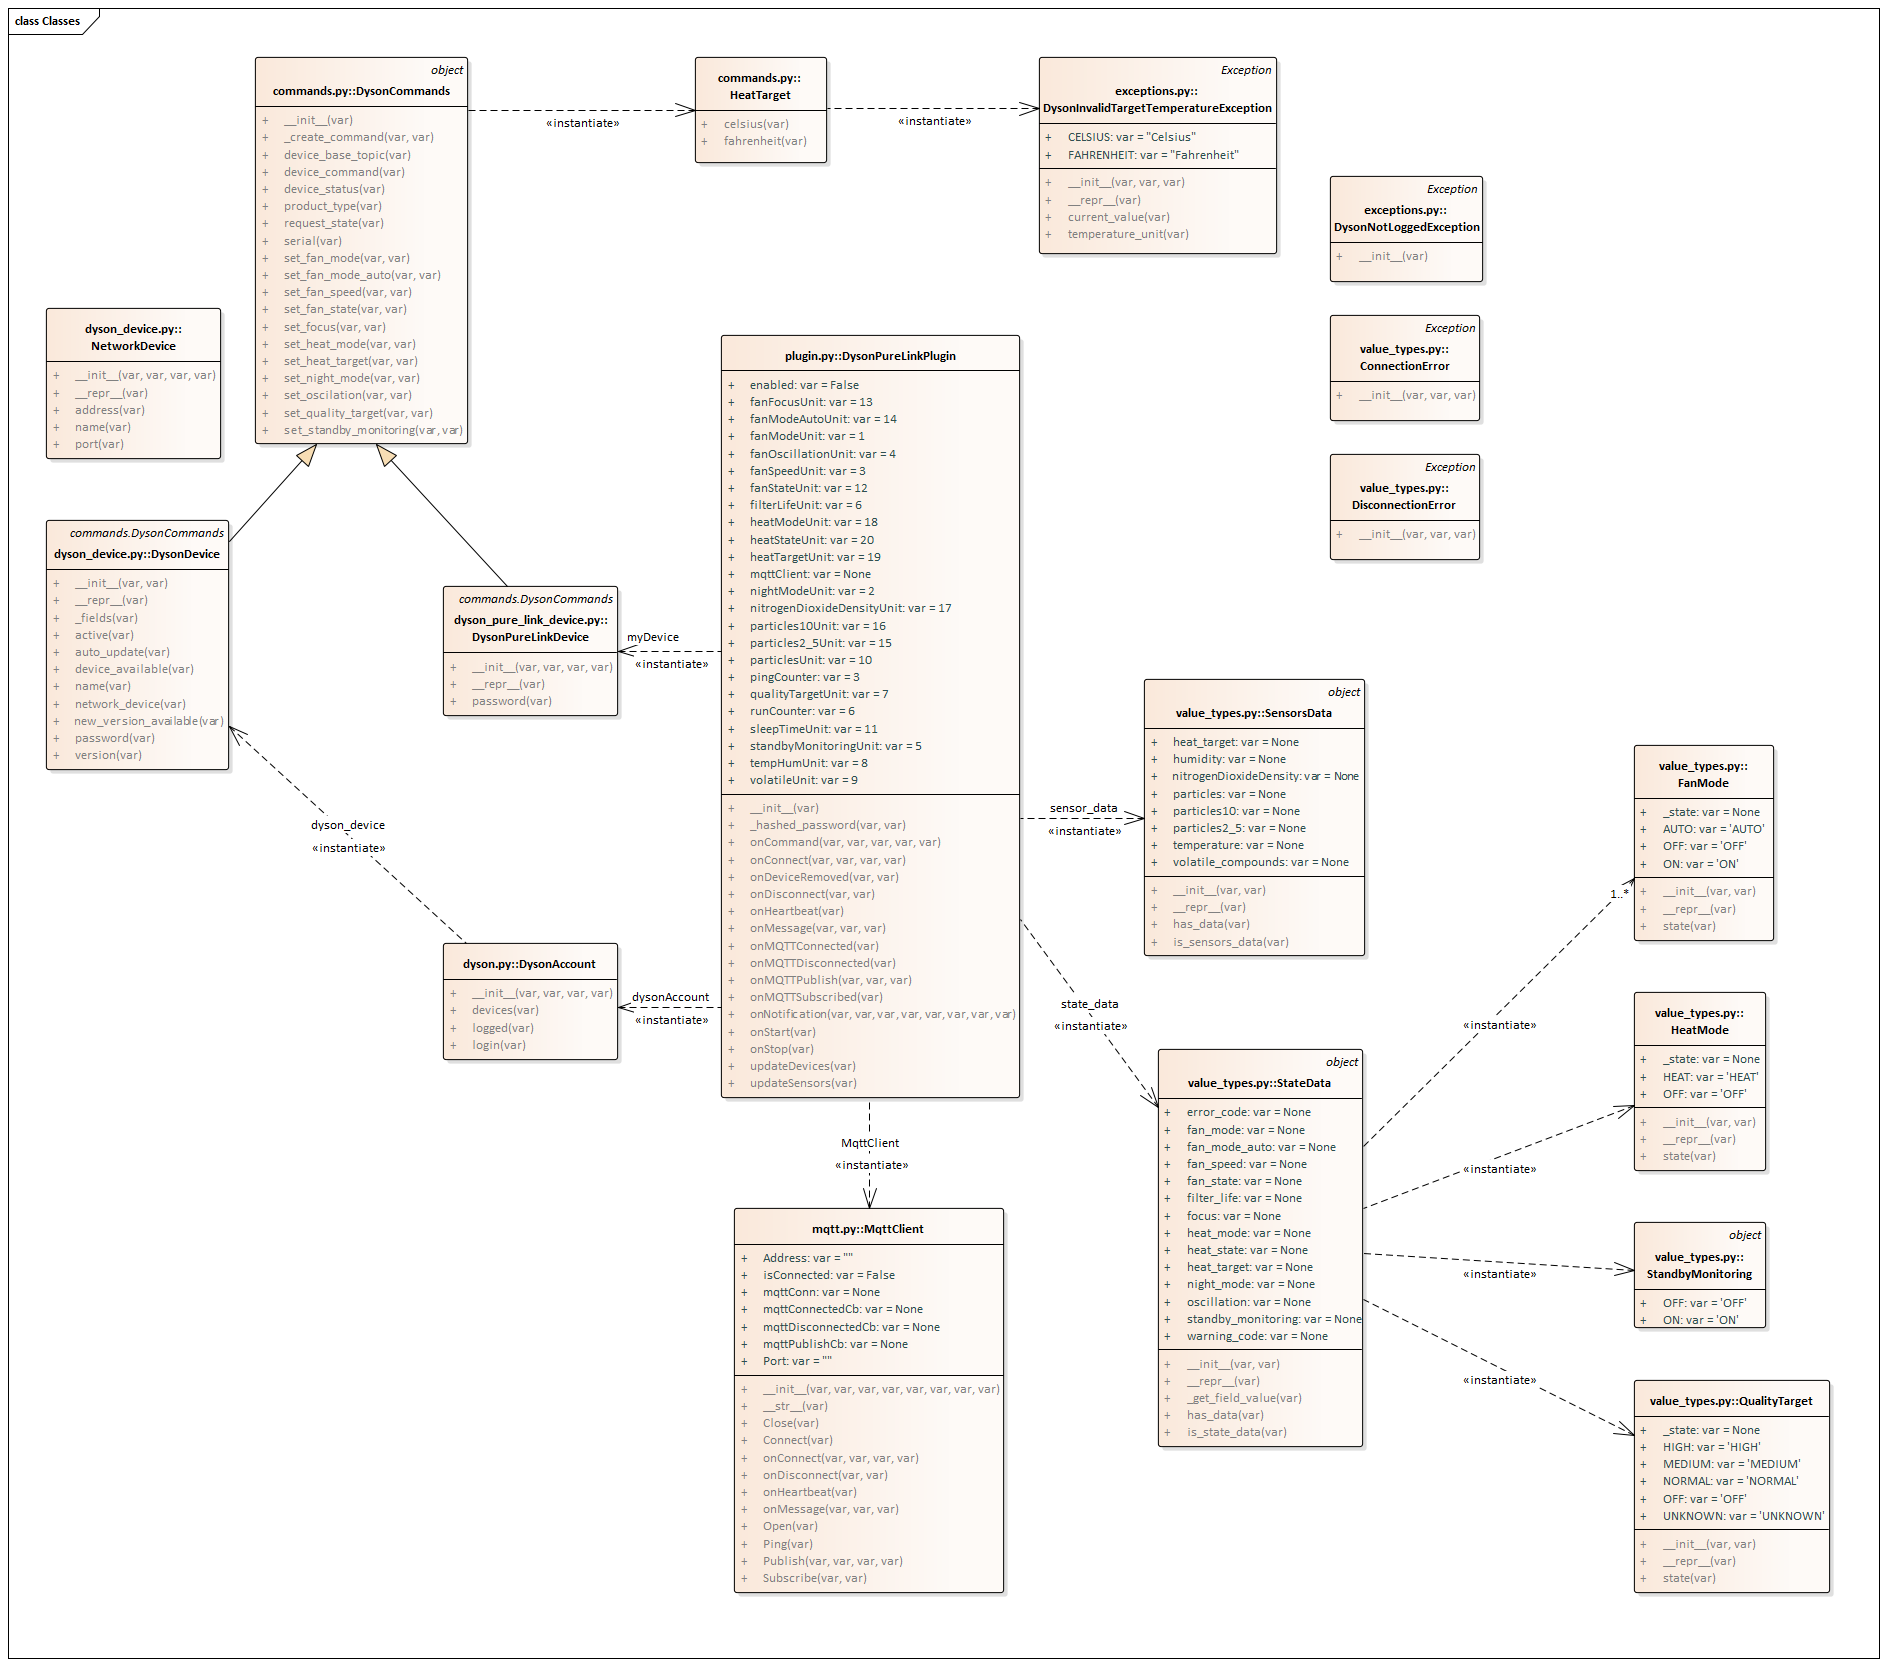 class Classes
object
commands.py::DysonCommands
+ __init__(var)
+ _create_command(var, var)
+ device_base_topic(var)
+ device_command(var)
+ device_status(var)
+ product_type(var)
+ request_state(var)
+ serial(var)
+ set_fan_mode(var, var)
+ set_fan_mode_auto(var, var)
+ set_fan_speed(var, var)
+ set_fan_state(var, var)
+ set_focus(var, var)
+ set_heat_mode(var, var)
+ set_heat_target(var, var)
+ set_night_mode(var, var)
+ set_oscilation(var, var)
+ set_quality_target(var, var)
+ set_standby_monitoring(var, var)
«instantiate»
commands.py::
HeatTarget
+ celsius(var)
+ fahrenheit(var)
«instantiate»
Exception
exceptions.py::
DysonInvalidTargetTemperatureException
+ CELSIUS: var = "Celsius"
+ FAHRENHEIT: var = "Fahrenheit"
+ __init__(var, var, var)
+ __repr__(var)
+ current_value(var)
+ temperature_unit(var)
Exception
exceptions.py::
DysonNotLoggedException
+ __init__(var)
Exception
value_types.py::
ConnectionError
+ __init__(var, var, var)
Exception
value_types.py::
DisconnectionError
+ __init__(var, var, var)
dyson_device.py::
NetworkDevice
+ __init__(var, var, var, var)
+ __repr__(var)
+ address(var)
+ name(var)
+ port(var)
commands.DysonCommands
dyson_device.py::DysonDevice
+ __init__(var, var)
+ __repr__(var)
+ _fields(var)
+ active(var)
+ auto_update(var)
+ device_available(var)
+ name(var)
+ network_device(var)
+ new_version_available(var)
+ password(var)
+ version(var)
commands.DysonCommands
dyson_pure_link_device.py::
DysonPureLinkDevice
+ __init__(var, var, var, var)
+ __repr__(var)
+ password(var)
myDevice
«instantiate»
plugin.py::DysonPureLinkPlugin
+ enabled: var = False
+ fanFocusUnit: var = 13
+ fanModeAutoUnit: var = 14
+ fanModeUnit: var = 1
+ fanOscillationUnit: var = 4
+ fanSpeedUnit: var = 3
+ fanStateUnit: var = 12
+ filterLifeUnit: var = 6
+ heatModeUnit: var = 18
+ heatStateUnit: var = 20
+ heatTargetUnit: var = 19
+ mqttClient: var = None
+ nightModeUnit: var = 2
+ nitrogenDioxideDensityUnit: var = 17
+ particles10Unit: var = 16
+ particles2_5Unit: var = 15
+ particlesUnit: var = 10
+ pingCounter: var = 3
+ qualityTargetUnit: var = 7
+ runCounter: var = 6
+ sleepTimeUnit: var = 11
+ standbyMonitoringUnit: var = 5
+ tempHumUnit: var = 8
+ volatileUnit: var = 9
+ __init__(var)
+ _hashed_password(var, var)
+ onCommand(var, var, var, var, var)
+ onConnect(var, var, var, var)
+ onDeviceRemoved(var, var)
+ onDisconnect(var, var)
+ onHeartbeat(var)
+ onMessage(var, var, var)
+ onMQTTConnected(var)
+ onMQTTDisconnected(var)
+ onMQTTPublish(var, var, var)
+ onMQTTSubscribed(var)
+ onNotification(var, var, var, var, var, var, var, var)
+ onStart(var)
+ onStop(var)
+ updateDevices(var)
+ updateSensors(var)
dyson_device
«instantiate»
dyson.py::DysonAccount
+ __init__(var, var, var, var)
+ devices(var)
+ logged(var)
+ login(var)
dysonAccount
«instantiate»
sensor_data
«instantiate»
object
value_types.py::SensorsData
+ heat_target: var = None
+ humidity: var = None
+ nitrogenDioxideDensity: var = None
+ particles: var = None
+ particles10: var = None
+ particles2_5: var = None
+ temperature: var = None
+ volatile_compounds: var = None
+ __init__(var, var)
+ __repr__(var)
+ has_data(var)
+ is_sensors_data(var)
state_data
«instantiate»
MqttClient
«instantiate»
mqtt.py::MqttClient
+ Address: var = ""
+ isConnected: var = False
+ mqttConn: var = None
+ mqttConnectedCb: var = None
+ mqttDisconnectedCb: var = None
+ mqttPublishCb: var = None
+ Port: var = ""
+ __init__(var, var, var, var, var, var, var, var)
+ __str__(var)
+ Close(var)
+ Connect(var)
+ onConnect(var, var, var, var)
+ onDisconnect(var, var)
+ onHeartbeat(var)
+ onMessage(var, var, var)
+ Open(var)
+ Ping(var)
+ Publish(var, var, var, var)
+ Subscribe(var, var)
object
value_types.py::StateData
+ error_code: var = None
+ fan_mode: var = None
+ fan_mode_auto: var = None
+ fan_speed: var = None
+ fan_state: var = None
+ filter_life: var = None
+ focus: var = None
+ heat_mode: var = None
+ heat_state: var = None
+ heat_target: var = None
+ night_mode: var = None
+ oscillation: var = None
+ standby_monitoring: var = None
+ warning_code: var = None
+ __init__(var, var)
+ __repr__(var)
+ _get_field_value(var)
+ has_data(var)
+ is_state_data(var)
«instantiate»
1..*
value_types.py::
FanMode
+ _state: var = None
+ AUTO: var = 'AUTO'
+ OFF: var = 'OFF'
+ ON: var = 'ON'
+ __init__(var, var)
+ __repr__(var)
+ state(var)
«instantiate»
value_types.py::
HeatMode
+ _state: var = None
+ HEAT: var = 'HEAT'
+ OFF: var = 'OFF'
+ __init__(var, var)
+ __repr__(var)
+ state(var)
«instantiate»
object
value_types.py::
StandbyMonitoring
+ OFF: var = 'OFF'
+ ON: var = 'ON'
«instantiate»
value_types.py::QualityTarget
+ _state: var = None
+ HIGH: var = 'HIGH'
+ MEDIUM: var = 'MEDIUM'
+ NORMAL: var = 'NORMAL'
+ OFF: var = 'OFF'
+ UNKNOWN: var = 'UNKNOWN'
+ __init__(var, var)
+ __repr__(var)
+ state(var)